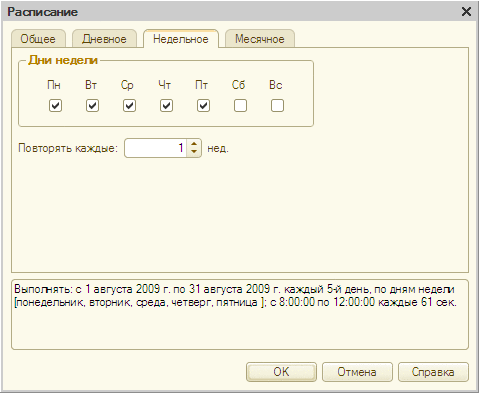 Расписание
Общее Дневное Недельное Месячное
Дни недели
Пн Вт Ср Чт Пт Сб Вс
Повторять каждые: 1 нед.
Выполнять: с 1 августа 2009 г. по 31 августа 2009 г. каждый 5-й день, по дням недели
[понедельник, вторник, среда, четверг, пятница ]; с 8:00:00 по 12:00:00 каждые 61 сек.
OK Отмена Справка